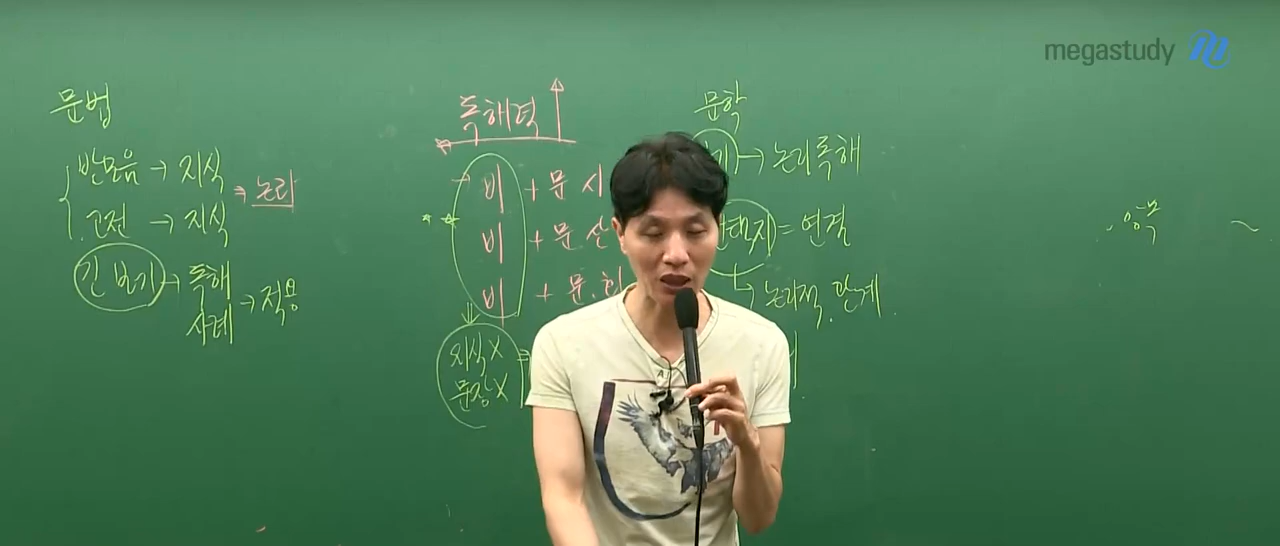 megastudy
문법
반모음 → 지식
고전 → 지식
⇒ 논리
긴 보기 → 독해
사례 → 적용
독해력 ↑
비 + 문 시
비 + 문 산
비 + 문.
지식 X
문장 X
문학
→ 논리독해
택지 = 연결
→ 논리적. 관계.